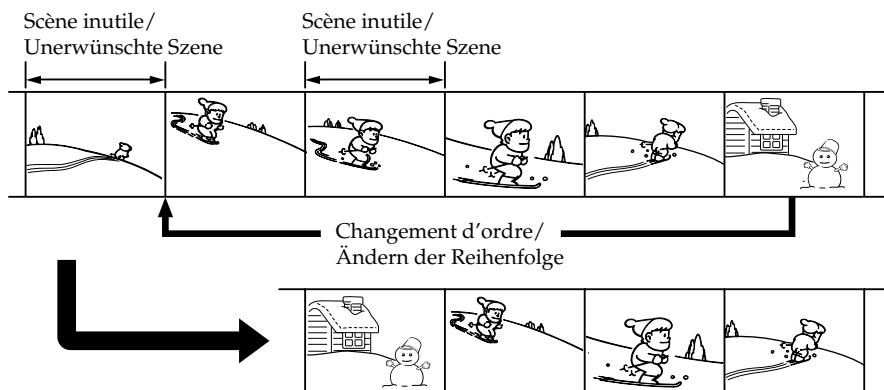 Scène inutile/
Unerwünschte Szene
Scène inutile/
Unerwünschte Szene
Changement d'ordre/
Ändern der Reihenfolge